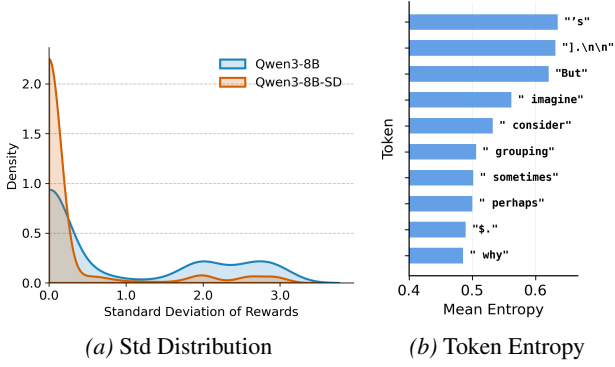 Qwen3-8B
Qwen3-8B-SD
2.0
1.5
1.0
0.5
0.0
Density
0.0 1.0 2.0 3.0
Standard Deviation of Rewards
(a) Std Distribution
Token
"’s"
"].\n\n"
"But"
" imagine"
" consider"
" grouping"
" sometimes"
" perhaps"
"$."
" why"
0.4 0.5 0.6
Mean Entropy
(b) Token Entropy